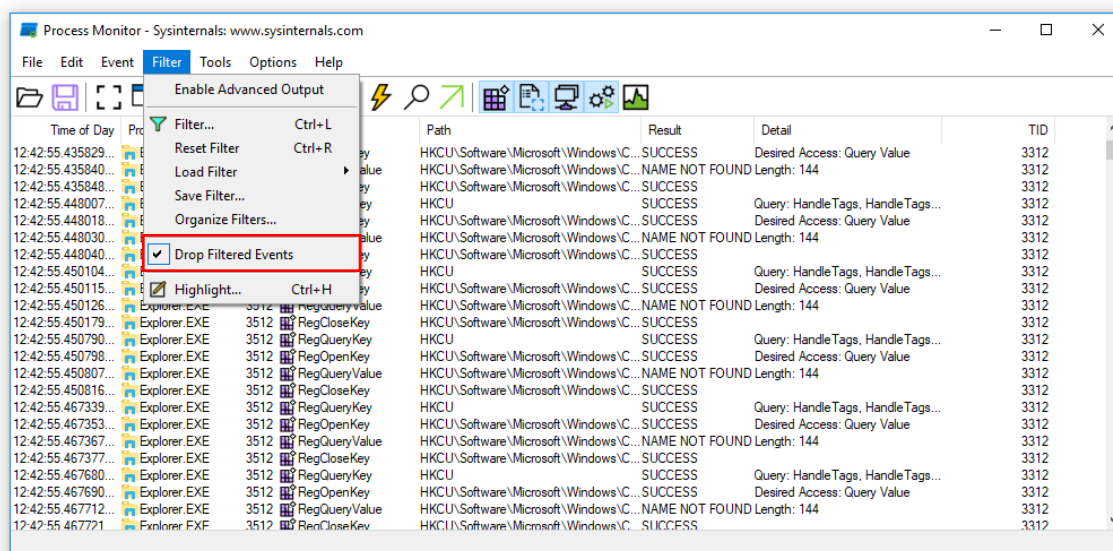 Process Monitor - Sysinternals: www.sysinternals.com
File Edit Event Filter Tools Options Help
Enable Advanced Output
Filter... Ctrl+L
Reset Filter Ctrl+R
Load Filter
Save Filter...
Organize Filters...
Drop Filtered Events
Highlight... Ctrl+H
Time of Day Path Result Detail TID
12:42:55.435829... HKCU\Software\Microsoft\Windows\C... SUCCESS Desired Access: Query Value 3312
12:42:55.435840... HKCU\Software\Microsoft\Windows\C... NAME NOT FOUND Length: 144 3312
12:42:55.435848... HKCU\Software\Microsoft\Windows\C... SUCCESS 3312
12:42:55.448007... HKCU SUCCESS Query: HandleTags, HandleTags... 3312
12:42:55.448018... HKCU\Software\Microsoft\Windows\C... SUCCESS Desired Access: Query Value 3312
12:42:55.448030... HKCU\Software\Microsoft\Windows\C... NAME NOT FOUND Length: 144 3312
12:42:55.448040... HKCU\Software\Microsoft\Windows\C... SUCCESS 3312
12:42:55.450104... HKCU SUCCESS Query: HandleTags, HandleTags... 3312
12:42:55.450115... HKCU\Software\Microsoft\Windows\C... SUCCESS Desired Access: Query Value 3312
12:42:55.450126... Explorer.EXE 3512 RegQueryValue HKCU\Software\Microsoft\Windows\C... NAME NOT FOUND Length: 144 3312
12:42:55.450179... Explorer.EXE 3512 RegCloseKey HKCU\Software\Microsoft\Windows\C... SUCCESS 3312
12:42:55.450790... Explorer.EXE 3512 RegQueryKey HKCU SUCCESS Query: HandleTags, HandleTags... 3312
12:42:55.450798... Explorer.EXE 3512 RegOpenKey HKCU\Software\Microsoft\Windows\C... SUCCESS Desired Access: Query Value 3312
12:42:55.450807... Explorer.EXE 3512 RegQueryValue HKCU\Software\Microsoft\Windows\C... NAME NOT FOUND Length: 144 3312
12:42:55.450816... Explorer.EXE 3512 RegCloseKey HKCU\Software\Microsoft\Windows\C... SUCCESS 3312
12:42:55.467339... Explorer.EXE 3512 RegQueryKey HKCU SUCCESS Query: HandleTags, HandleTags... 3312
12:42:55.467353... Explorer.EXE 3512 RegOpenKey HKCU\Software\Microsoft\Windows\C... SUCCESS Desired Access: Query Value 3312
12:42:55.467367... Explorer.EXE 3512 RegQueryValue HKCU\Software\Microsoft\Windows\C... NAME NOT FOUND Length: 144 3312
12:42:55.467377... Explorer.EXE 3512 RegCloseKey HKCU\Software\Microsoft\Windows\C... SUCCESS 3312
12:42:55.467680... Explorer.EXE 3512 RegQueryKey HKCU SUCCESS Query: HandleTags, HandleTags... 3312
12:42:55.467690... Explorer.EXE 3512 RegOpenKey HKCU\Software\Microsoft\Windows\C... SUCCESS Desired Access: Query Value 3312
12:42:55.467712... Explorer.EXE 3512 RegQueryValue HKCU\Software\Microsoft\Windows\C... NAME NOT FOUND Length: 144 3312
12:42:55.467721... Explorer.EXE 3512 RegCloseKey HKCU\Software\Microsoft\Windows\C... SUCCESS 3312